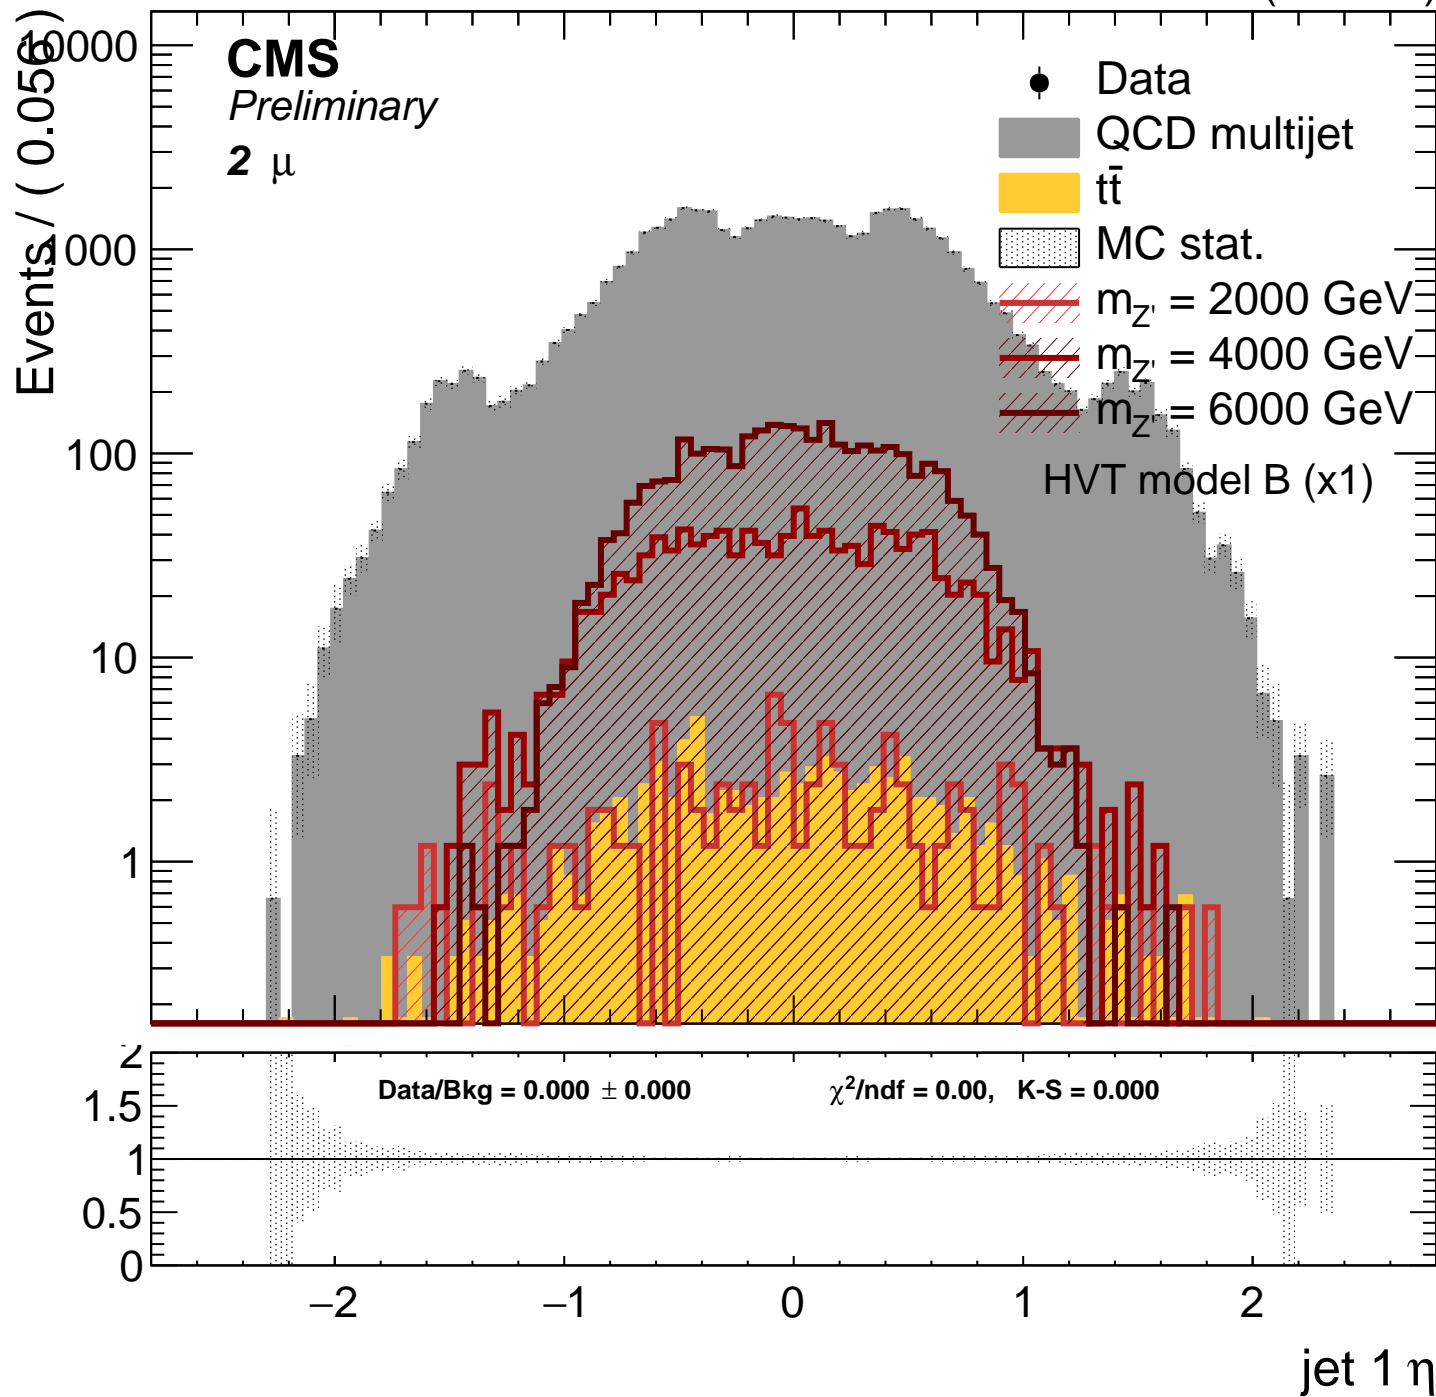 Events / ( 0.056 )
10000
1000
100
10
1
CMS
Preliminary
2 μ
Data
QCD multijet
tt̄
MC stat.
m_Z' = 2000 GeV
m_Z' = 4000 GeV
m_Z' = 6000 GeV
HVT model B (x1)
2
1.5
1
0.5
0
Data/Bkg = 0.000 ± 0.000
χ²/ndf = 0.00, K-S = 0.000
−2 −1 0 1 2
jet 1 η